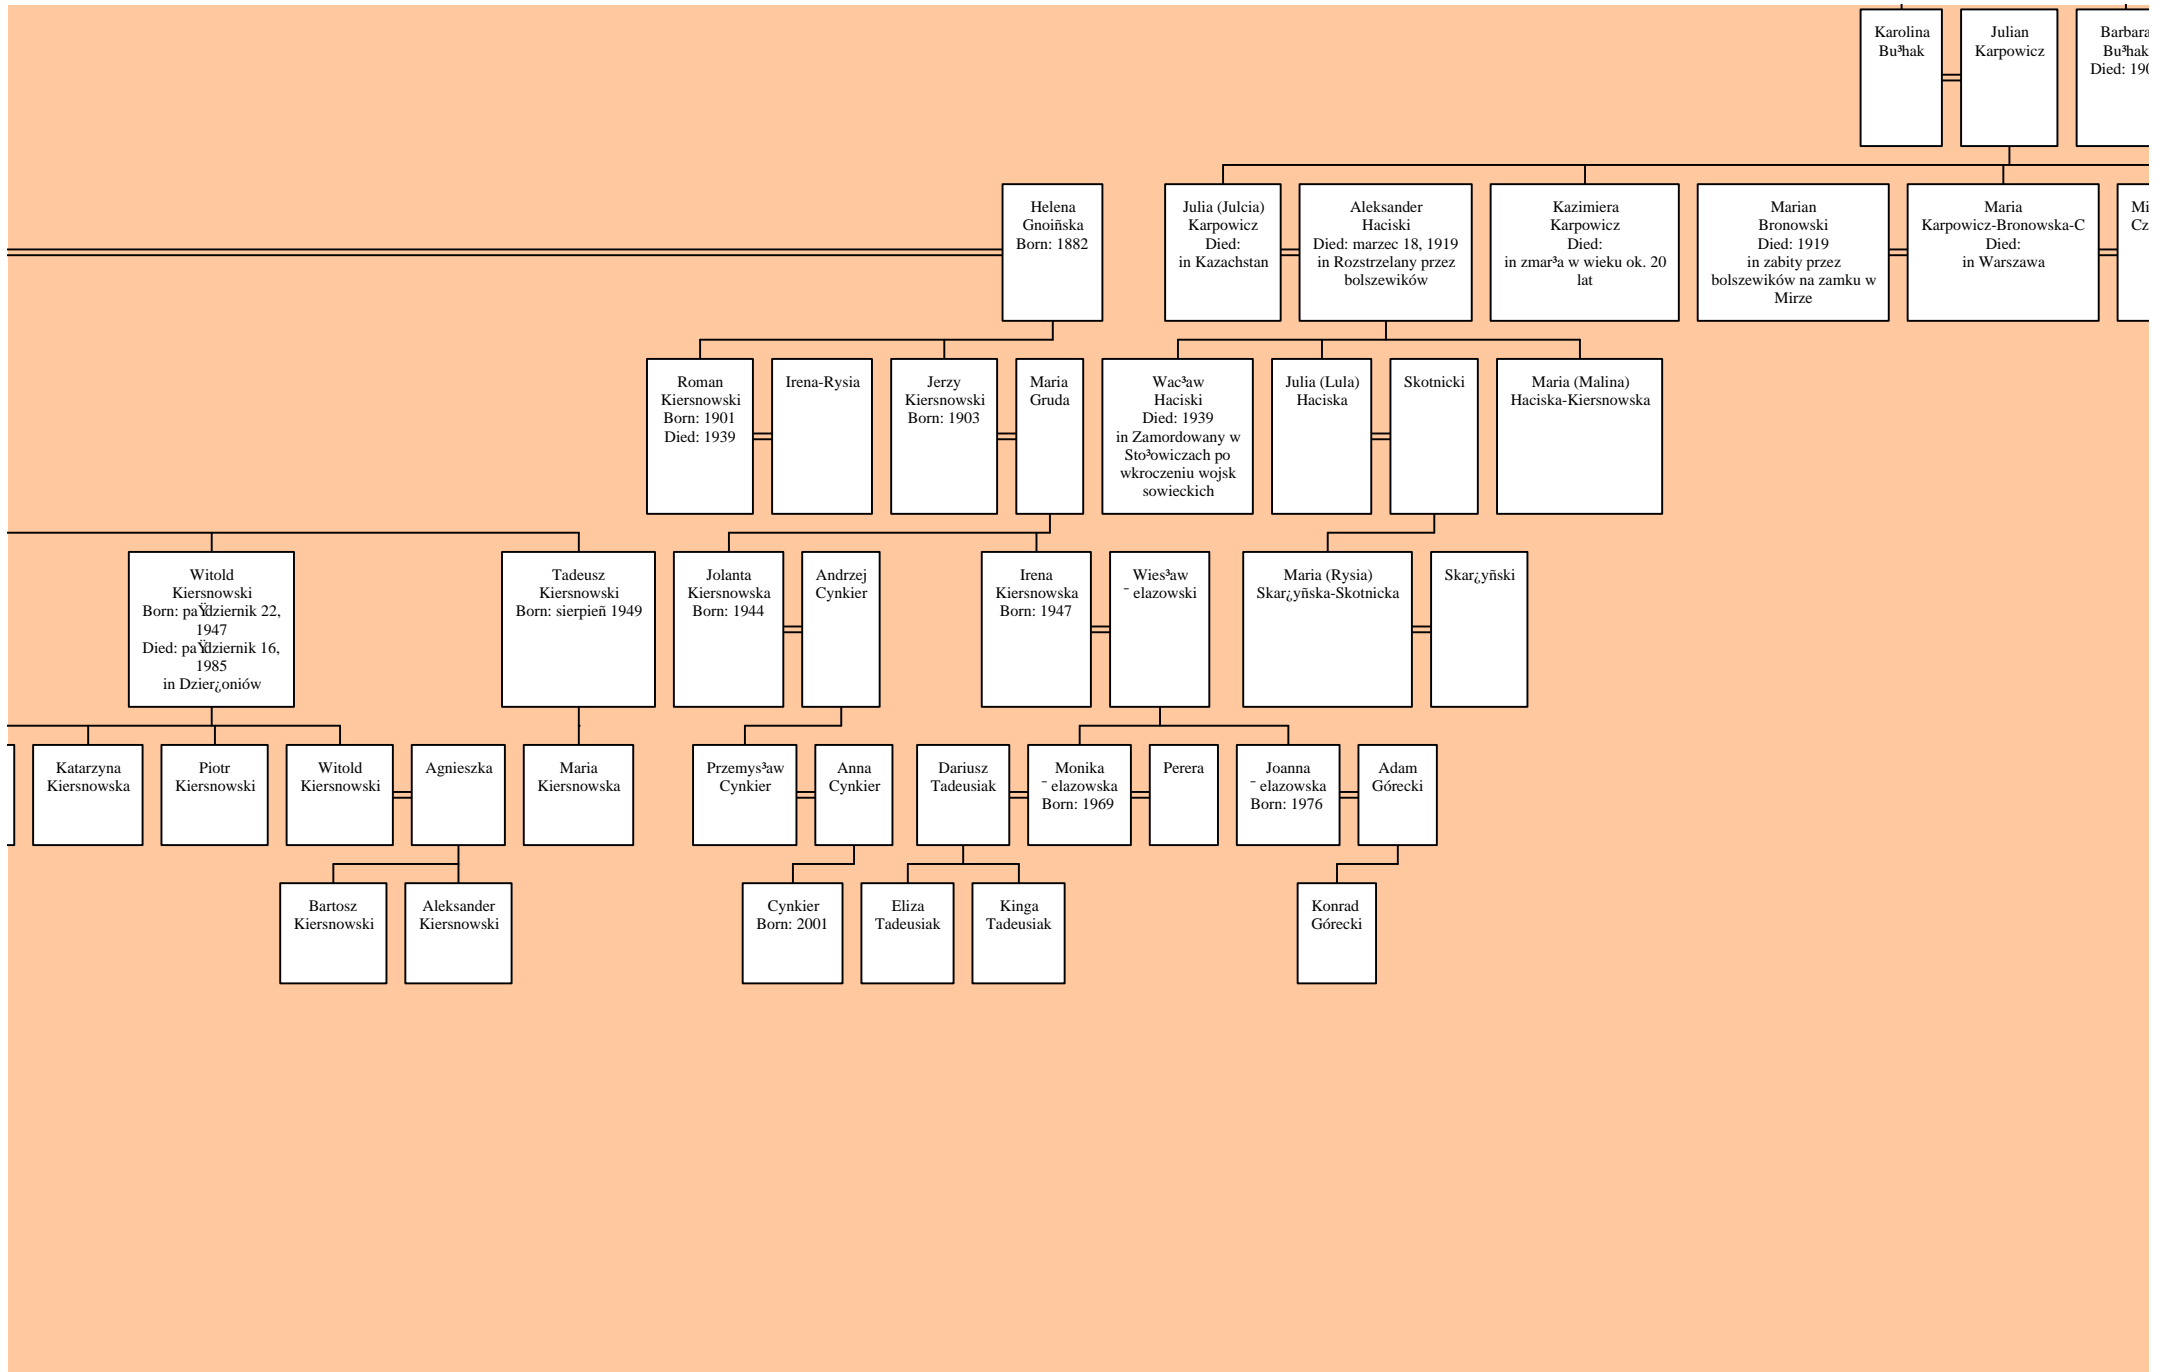 Karolina
Bu³hak
Julian
Karpowicz
Barbara
Bu³hak
Died: 190
Helena
Gnoiñska
Born: 1882
Julia (Julcia)
Karpowicz
Died:
in Kazachstan
Aleksander
Haciski
Died: marzec 18, 1919
in Rozstrzelany przez
bolszewików
Kazimiera
Karpowicz
Died:
in zmar³a w wieku ok. 20
lat
Marian
Bronowski
Died: 1919
in zabity przez
bolszewików na zamku w
Mirze
Maria
Karpowicz-Bronowska-C
Died:
in Warszawa
Mi
Cz
Roman
Kiersnowski
Born: 1901
Died: 1939
Irena-Rysia
Jerzy
Kiersnowski
Born: 1903
Maria
Gruda
Wac³aw
Haciski
Died: 1939
in Zamordowany w
Sto³owiczach po
wkroczeniu wojsk
sowieckich
Julia (Lula)
Haciska
Skotnicki
Maria (Malina)
Haciska-Kiersnowska
Witold
Kiersnowski
Born: paŸdziernik 22,
1947
Died: paŸdziernik 16,
1985
in Dzier¿oniów
Tadeusz
Kiersnowski
Born: sierpieñ 1949
Jolanta
Kiersnowska
Born: 1944
Andrzej
Cynkier
Irena
Kiersnowska
Born: 1947
Wies³aw
¯elazowski
Maria (Rysia)
Skar¿yñska-Skotnicka
Skar¿yñski
Katarzyna
Kiersnowska
Piotr
Kiersnowski
Witold
Kiersnowski
Agnieszka
Maria
Kiersnowska
Przemys³aw
Cynkier
Anna
Cynkier
Dariusz
Tadeusiak
Monika
¯elazowska
Born: 1969
Perera
Joanna
¯elazowska
Born: 1976
Adam
Górecki
Bartosz
Kiersnowski
Aleksander
Kiersnowski
Cynkier
Born: 2001
Eliza
Tadeusiak
Kinga
Tadeusiak
Konrad
Górecki